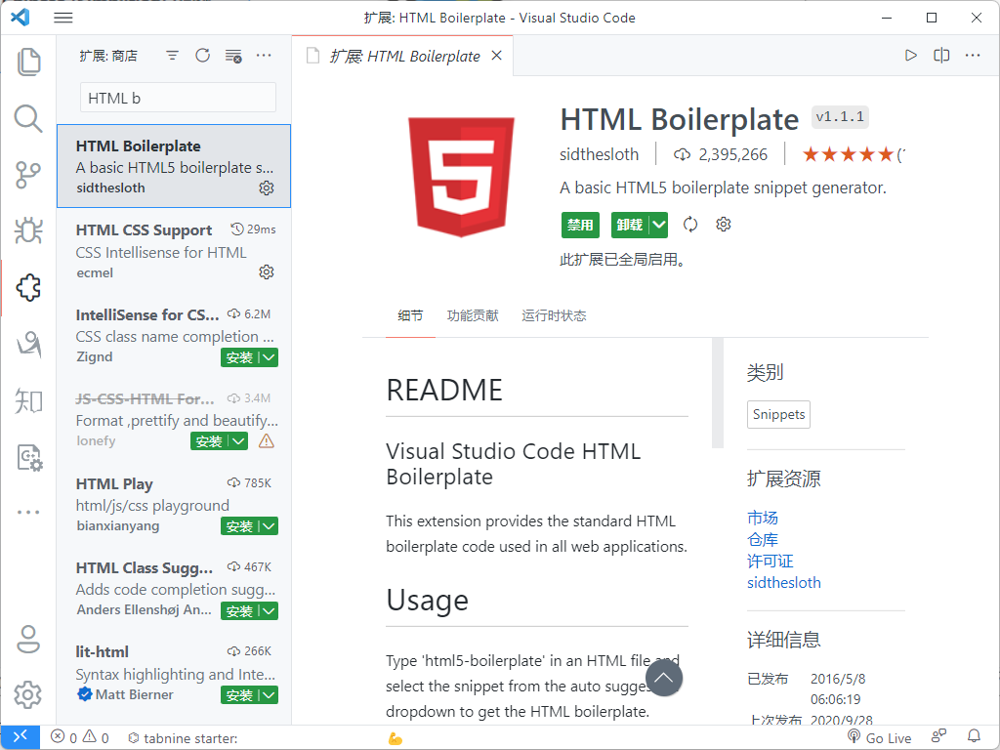 扩展: HTML Boilerplate - Visual Studio Code
扩展: 商店
HTML b
HTML Boilerplate
A basic HTML5 boilerplate s...
sidthesloth
HTML CSS Support 29ms
CSS Intellisense for HTML
ecmel
IntelliSense for CS... 6.2M
CSS class name completion ...
Zignd 安装
JS-CSS-HTML For... 3.4M
Format ,prettify and beautify...
lonefy 安装
HTML Play 785K
html/js/css playground
bianxianyang 安装
HTML Class Sugg... 467K
Adds code completion sugg...
Anders Ellenshøj An... 安装
lit-html 266K
Syntax highlighting and Inte...
Matt Bierner 安装
扩展: HTML Boilerplate
HTML Boilerplate v1.1.1
sidthesloth 2,395,266
A basic HTML5 boilerplate snippet generator.
禁用 卸载
此扩展已全局启用。
细节 功能贡献 运行时状态
README
Visual Studio Code HTML
Boilerplate
This extension provides the standard HTML
boilerplate code used in all web applications.
Usage
Type 'html5-boilerplate' in an HTML file and
select the snippet from the auto sugges
dropdown to get the HTML boilerplate.
类别
Snippets
扩展资源
市场
仓库
许可证
sidthesloth
详细信息
已发布 2016/5/8
06:06:19
上次发布 2020/9/28
知
0 0 tabnine starter: Go Live